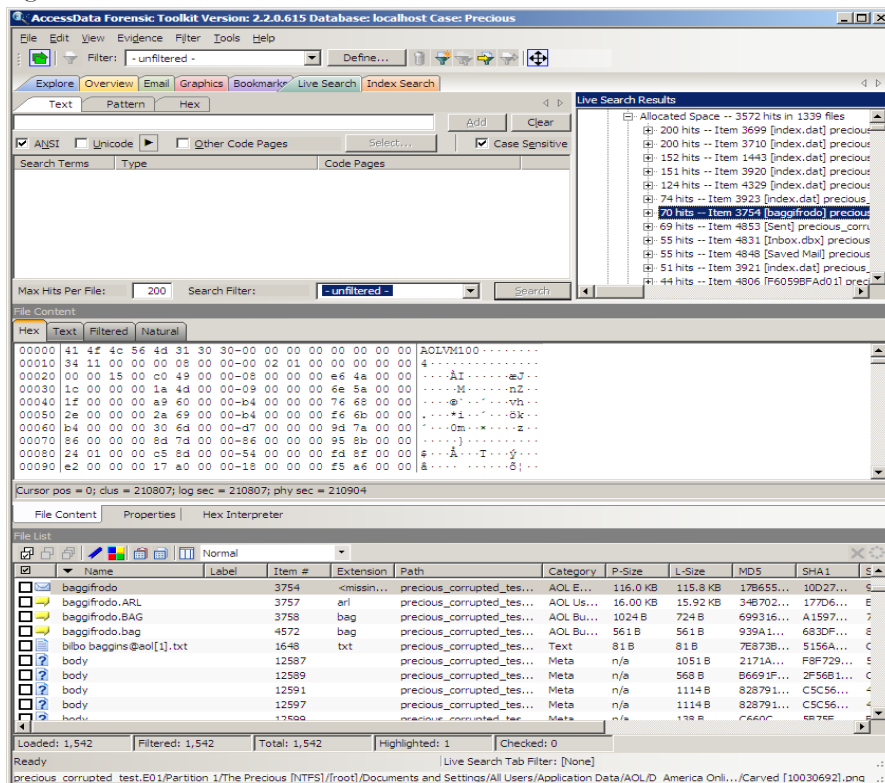 AccessData Forensic Toolkit Version: 2.2.0.615 Database: localhost Case: Precious
File Edit View Evidence Filter Tools Help
Filter: - unfiltered - Define...
Explore Overview Email Graphics Bookmarks Live Search Index Search
Text Pattern Hex
Add Clear
ANSI Unicode Other Code Pages Select... Case Sensitive
Search Terms Type Code Pages
Max Hits Per File: 200 Search Filter: - unfiltered - Search
Live Search Results
Allocated Space -- 3572 hits in 1339 files
200 hits -- Item 3699 [index.dat] precious
200 hits -- Item 3710 [index.dat] precious
152 hits -- Item 1443 [index.dat] precious
151 hits -- Item 3920 [index.dat] precious
124 hits -- Item 4329 [index.dat] precious
74 hits -- Item 3923 [index.dat] precious_
70 hits -- Item 3754 [baggifrodo] precious
69 hits -- Item 4853 [Sent] precious_corru
55 hits -- Item 4831 [Inbox.dbx] precious
55 hits -- Item 4848 [Saved Mail] precious
51 hits -- Item 3921 [index.dat] precious_
44 hits -- Item 4806 [F6059BFAd01] preci
File Content
Hex Text Filtered Natural
00000 41 4f 4c 56 4d 31 30 30-00 00 00 00 00 00 00 00 AOLVM100········
00010 34 11 00 00 00 08 00 00-00 02 01 00 00 00 00 00 4···············
00020 00 00 15 00 c0 49 00 00-08 00 00 00 e6 4a 00 00 ····ÀI······æJ··
00030 1c 00 00 00 1a 4d 00 00-09 00 00 00 6e 5a 00 00 ·····M······nZ··
00040 1f 00 00 00 a9 60 00 00-b4 00 00 00 76 68 00 00 ····©`··´···vh··
00050 2e 00 00 00 2a 69 00 00-b4 00 00 00 f6 6b 00 00 .···*i··´···ök··
00060 b4 00 00 00 30 6d 00 00-d7 00 00 00 9d 7a 00 00 ´···0m··×····z··
00070 86 00 00 00 8d 7d 00 00-86 00 00 00 95 8b 00 00 ·····}··········
00080 24 01 00 00 c5 8d 00 00-54 00 00 00 fd 8f 00 00 $···Å···T···ý···
00090 e2 00 00 00 17 a0 00 00-18 00 00 00 f5 a6 00 00 â···········õ¦··
Cursor pos = 0; clus = 210807; log sec = 210807; phy sec = 210904
File Content Properties Hex Interpreter
File List
Normal
Name Label Item # Extension Path Category P-Size L-Size MD5 SHA1 S
baggifrodo 3754 <missin... precious_corrupted_tes... AOL E... 116.0 KB 115.8 KB 17B655... 10D27...
baggifrodo.ARL 3757 arl precious_corrupted_tes... AOL Us... 16.00 KB 15.92 KB 34B702... 177D6...
baggifrodo.BAG 3758 bag precious_corrupted_tes... AOL Bu... 1024 B 724 B 699316... A1597...
baggifrodo.bag 4572 bag precious_corrupted_tes... AOL Bu... 561 B 561 B 939A1... 683DF...
bilbo baggins@aol[1].txt 1648 txt precious_corrupted_tes... Text 81 B 81 B 7E873B... 5156A...
body 12587 precious_corrupted_tes... Meta n/a 1051 B 2171A... F8F729...
body 12589 precious_corrupted_tes... Meta n/a 568 B B6691F... 2F56B1...
body 12591 precious_corrupted_tes... Meta n/a 1114 B 828791... C5C56...
body 12597 precious_corrupted_tes... Meta n/a 1114 B 828791... C5C56...
body 12599 precious_corrupted_tes... Meta n/a 138 B C660C... 5B75F...
Loaded: 1,542 Filtered: 1,542 Total: 1,542 Highlighted: 1 Checked: 0
Ready Live Search Tab Filter: [None]
precious_corrupted_test.E01/Partition 1/The Precious [NTFS]/[root]/Documents and Settings/All Users/Application Data/AOL/D_America Onli.../Carved [10030692].png